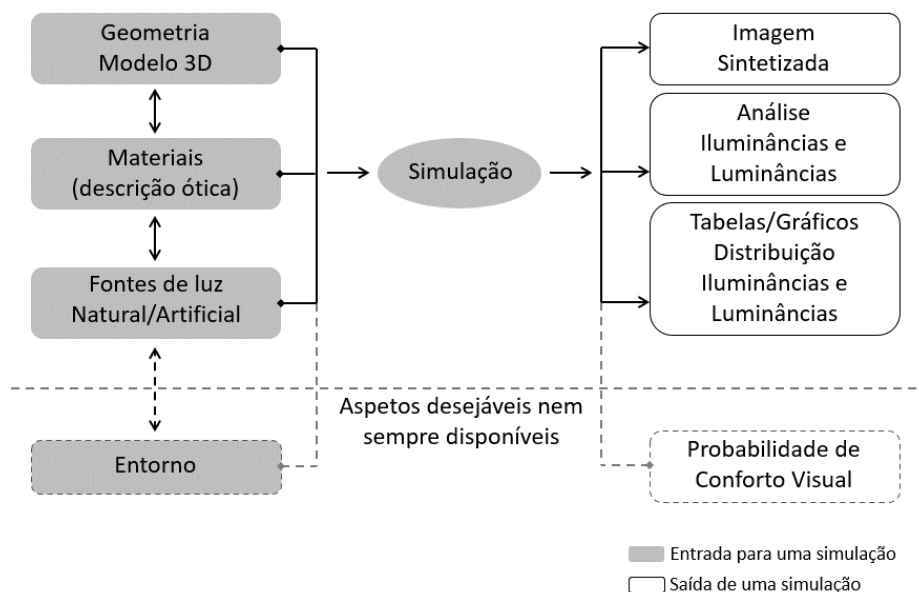 Geometria
Modelo 3D
Materiais
(descrição ótica)
Fontes de luz
Natural/Artificial
Entorno
Simulação
Imagem
Sintetizada
Análise
Iluminâncias e
Luminâncias
Tabelas/Gráficos
Distribuição
Iluminâncias e
Luminâncias
Aspetos desejáveis nem
sempre disponíveis
Probabilidade de
Conforto Visual
Entrada para uma simulação
Saída de uma simulação